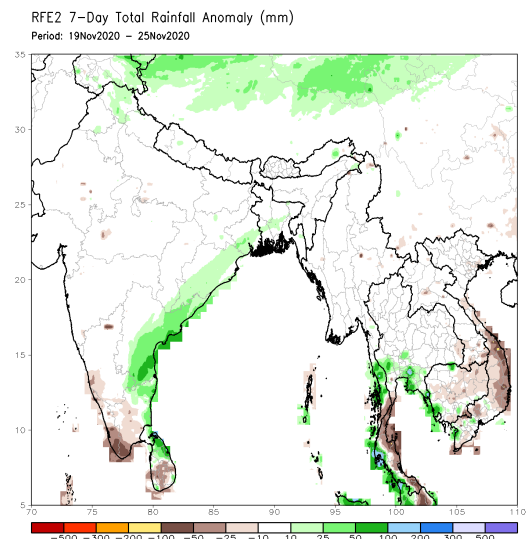 RFE2 7-Day Total Rainfall Anomaly (mm)
Period: 19Nov2020 - 25Nov2020
35
30
25
20
15
10
5
70 75 80 85 90 95 100 105 110
-500 -300 -200 -100 -50 -25 -10 10 25 50 100 200 300 500